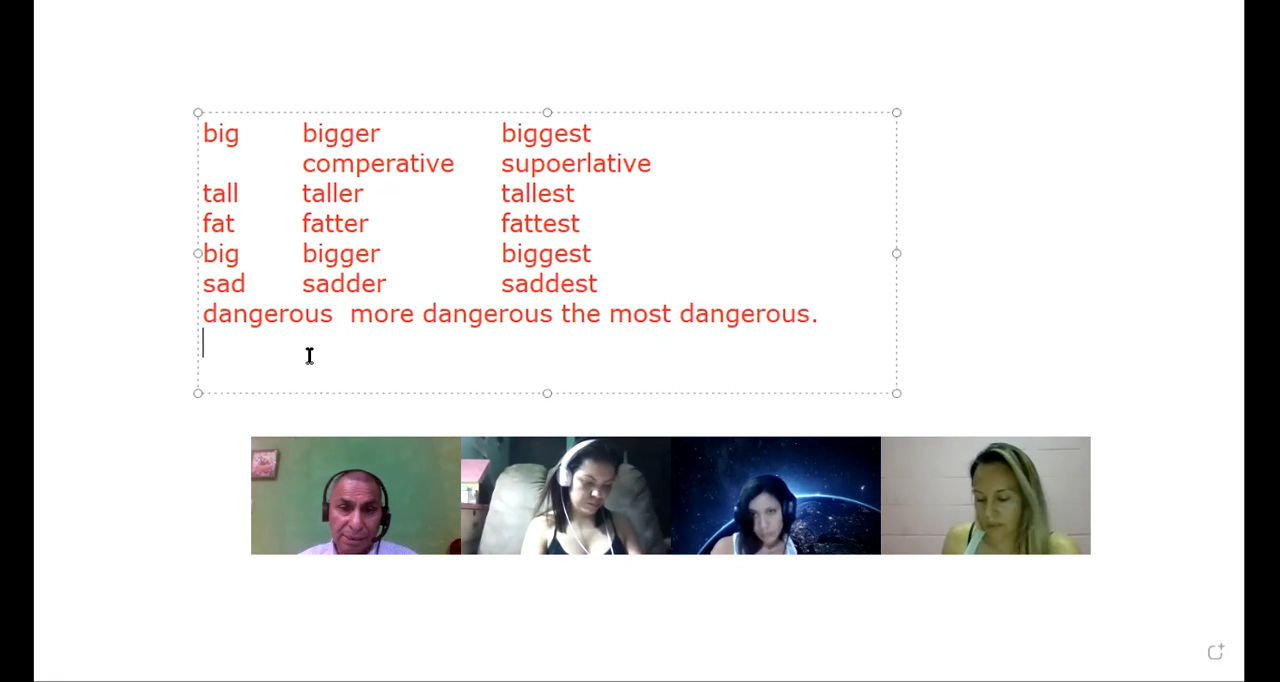 big bigger biggest
comperative supoerlative
tall taller tallest
fat fatter fattest
big bigger biggest
sad sadder saddest
dangerous more dangerous the most dangerous.